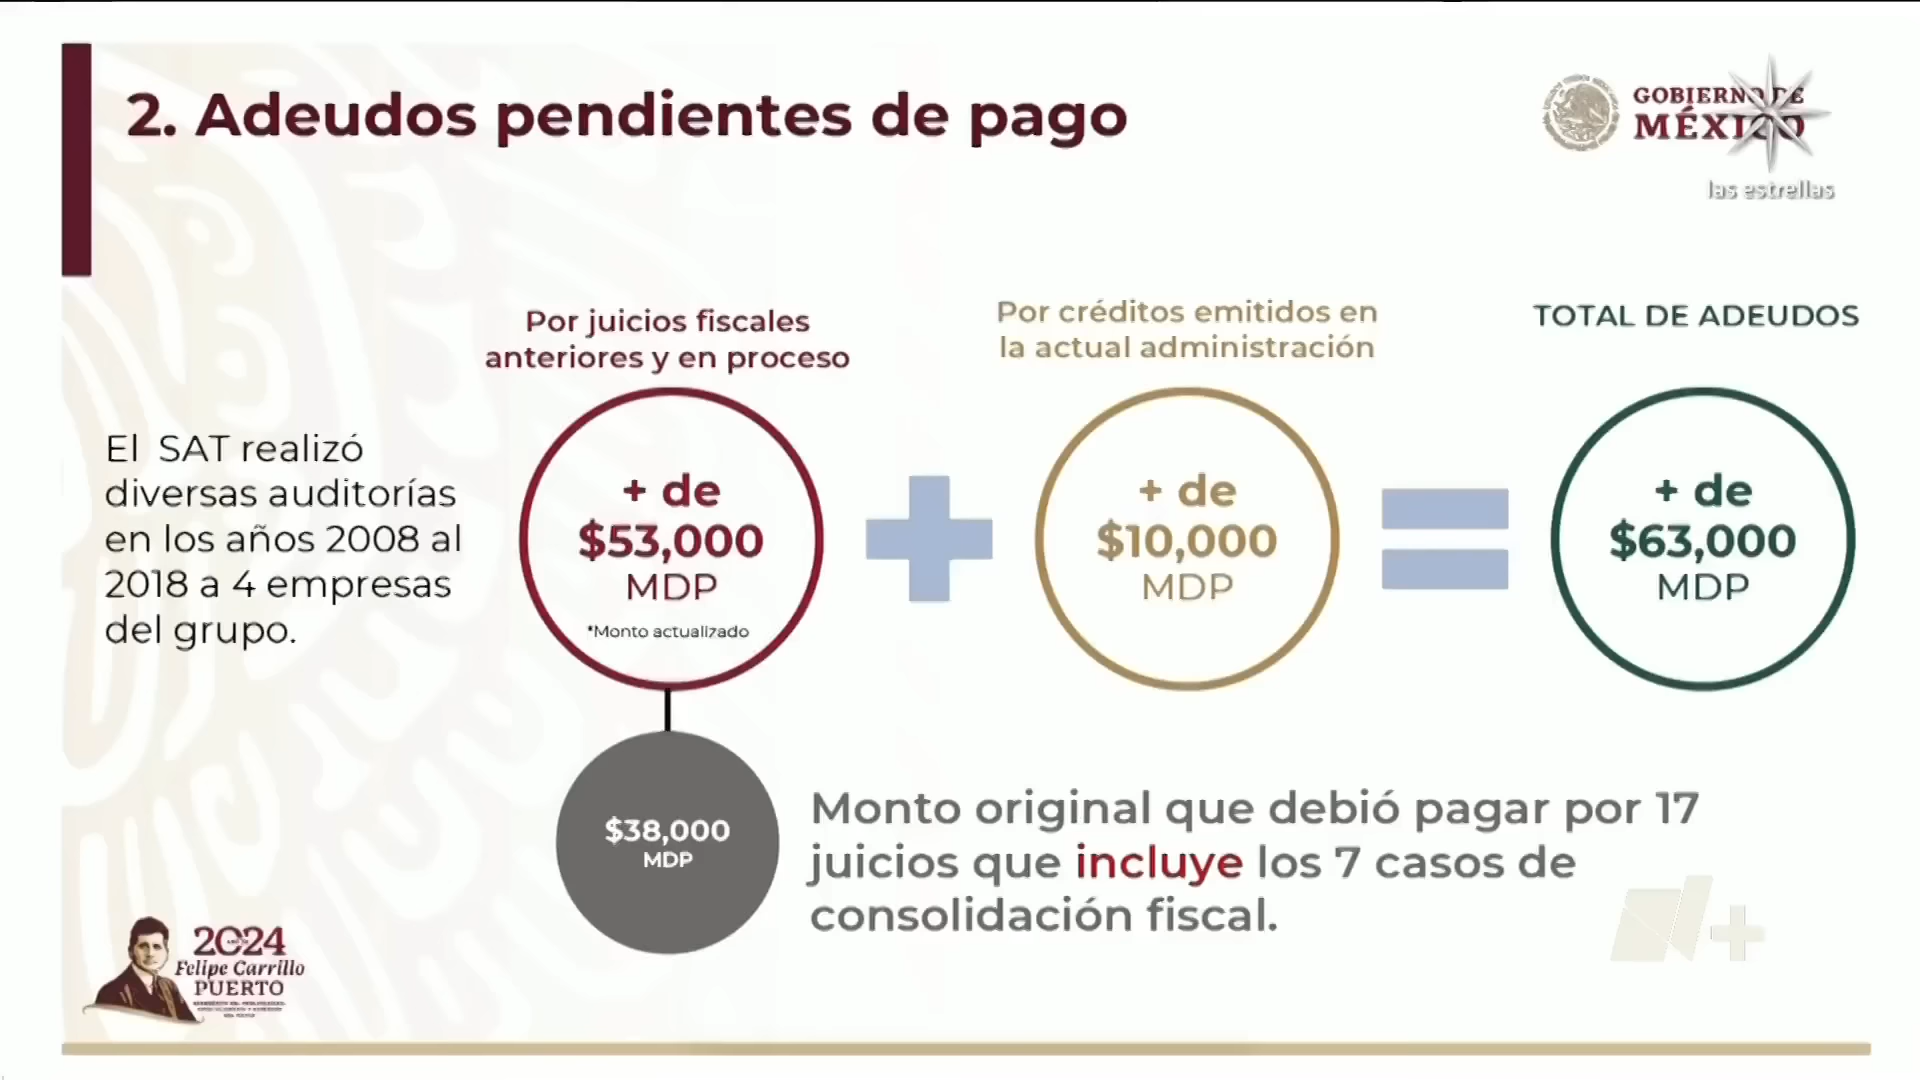 2. Adeudos pendientes de pago
GOBIERNO DE
MÉXICO
las estrellas
Por juicios fiscales
anteriores y en proceso
Por créditos emitidos en
la actual administración
TOTAL DE ADEUDOS
El SAT realizó
diversas auditorías
en los años 2008 al
2018 a 4 empresas
del grupo.
+ de
$53,000
MDP
*Monto actualizado
+ de
$10,000
MDP
+ de
$63,000
MDP
$38,000
MDP
Monto original que debió pagar por 17
juicios que incluye los 7 casos de
consolidación fiscal.
N+
2024
Felipe Carrillo
PUERTO